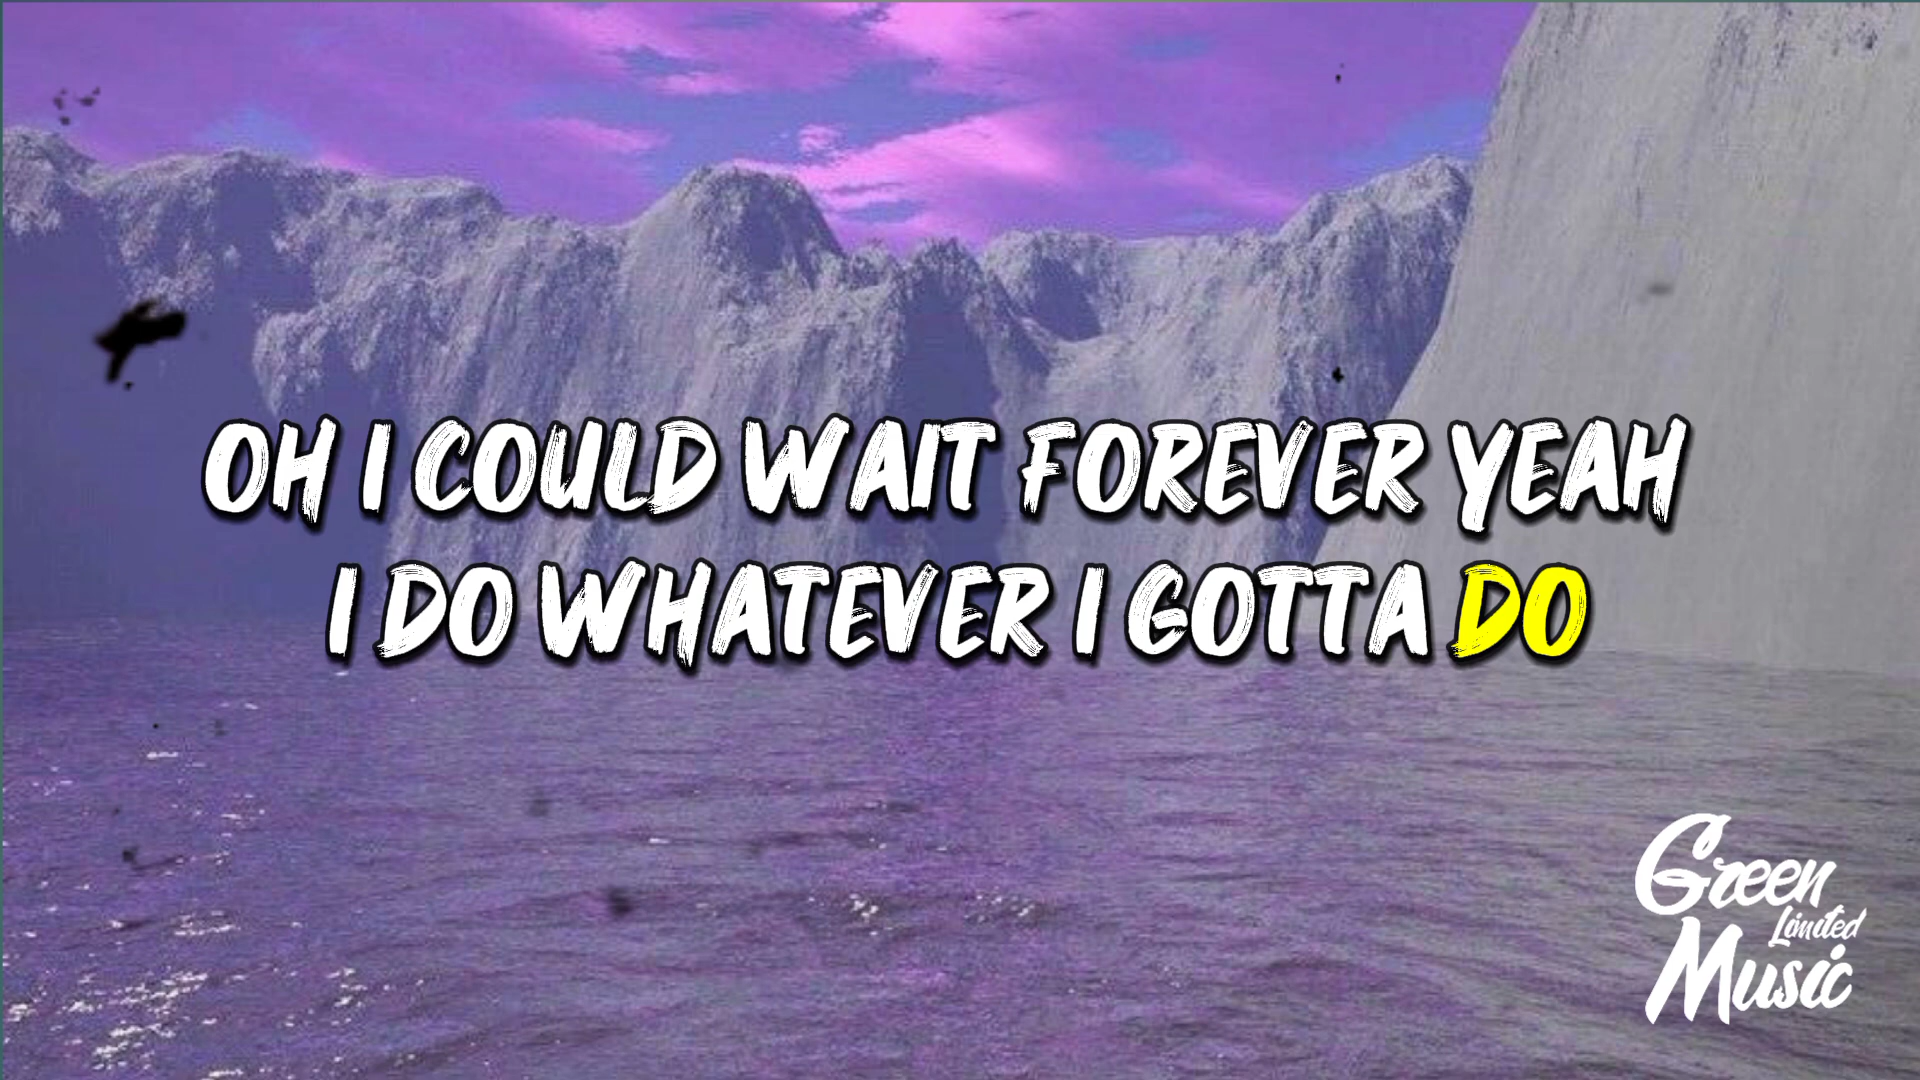 OH I COULD WAIT FOREVER YEAH
I DO WHATEVER I GOTTA DO
Green
Limited
Music